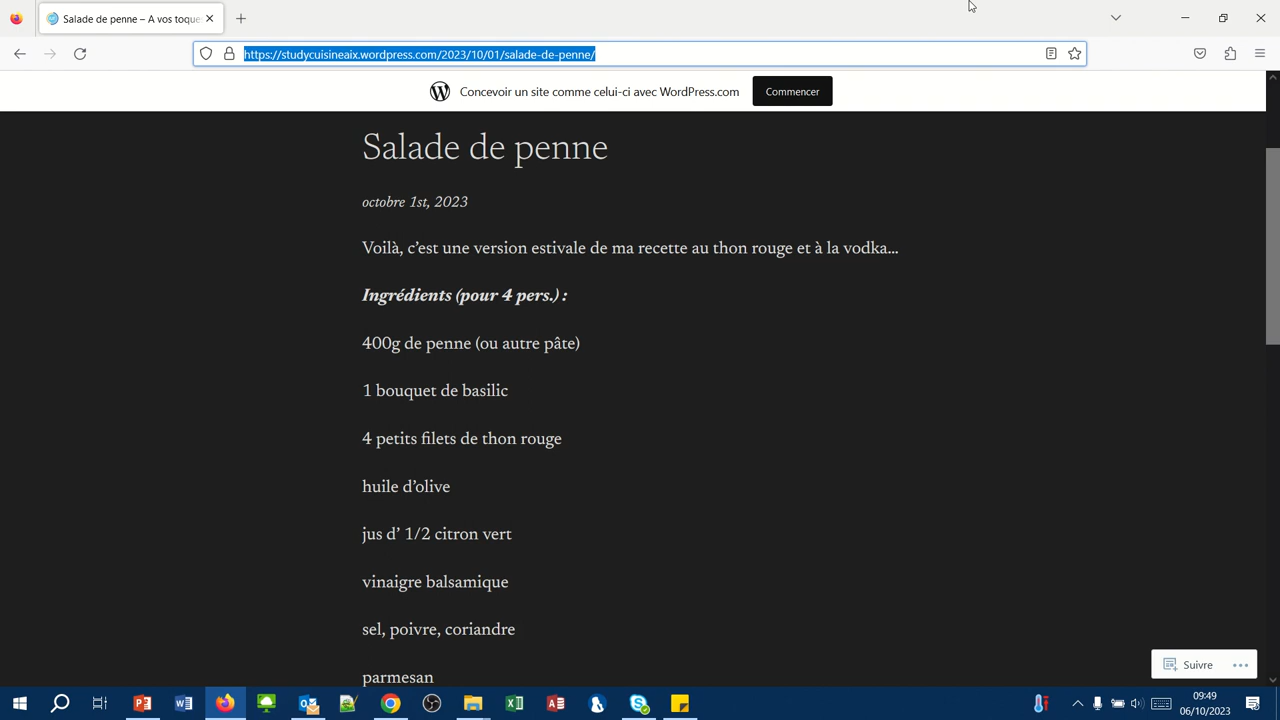 Salade de penne – A vos toque
https://studycuisineaix.wordpress.com/2023/10/01/salade-de-penne/
Concevoir un site comme celui-ci avec WordPress.com
Commencer
Salade de penne
octobre 1st, 2023
Voilà, c'est une version estivale de ma recette au thon rouge et à la vodka…
Ingrédients (pour 4 pers.) :
400g de penne (ou autre pâte)
1 bouquet de basilic
4 petits filets de thon rouge
huile d'olive
jus d' 1/2 citron vert
vinaigre balsamique
sel, poivre, coriandre
parmesan
Suivre
09:49
06/10/2023